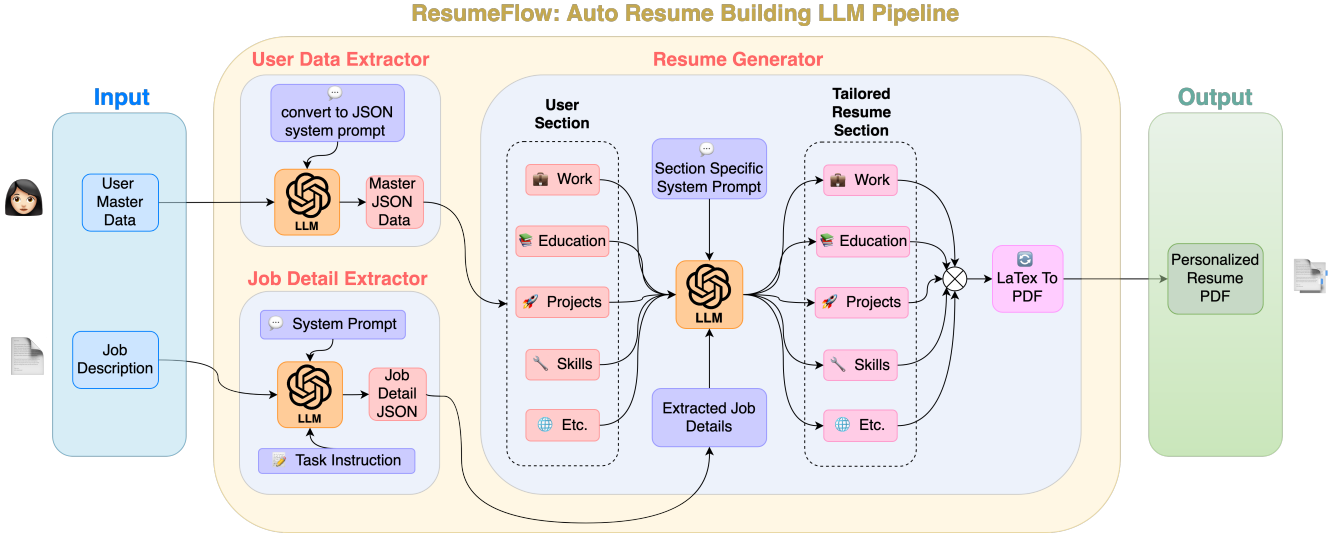 ResumeFlow: Auto Resume Building LLM Pipeline
Input
User
Master
Data
Job
Description
User Data Extractor
convert to JSON
system prompt
LLM
Master
JSON
Data
Job Detail Extractor
System Prompt
LLM
Job
Detail
JSON
Task Instruction
Resume Generator
User
Section
Work
Education
Projects
Skills
Etc.
Section Specific
System Prompt
LLM
Extracted Job
Details
Tailored
Resume
Section
Work
Education
Projects
Skills
Etc.
LaTex To
PDF
Output
Personalized
Resume
PDF